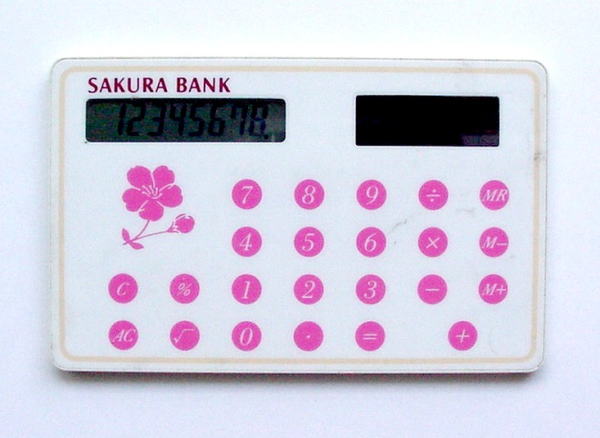 SAKURA BANK
12345678.
7 8 9 ÷ MR
4 5 6 × M−
C % 1 2 3 − M+
AC √ 0 · = +